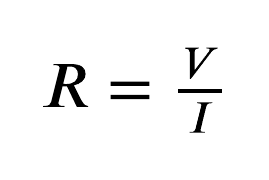 R = V/I